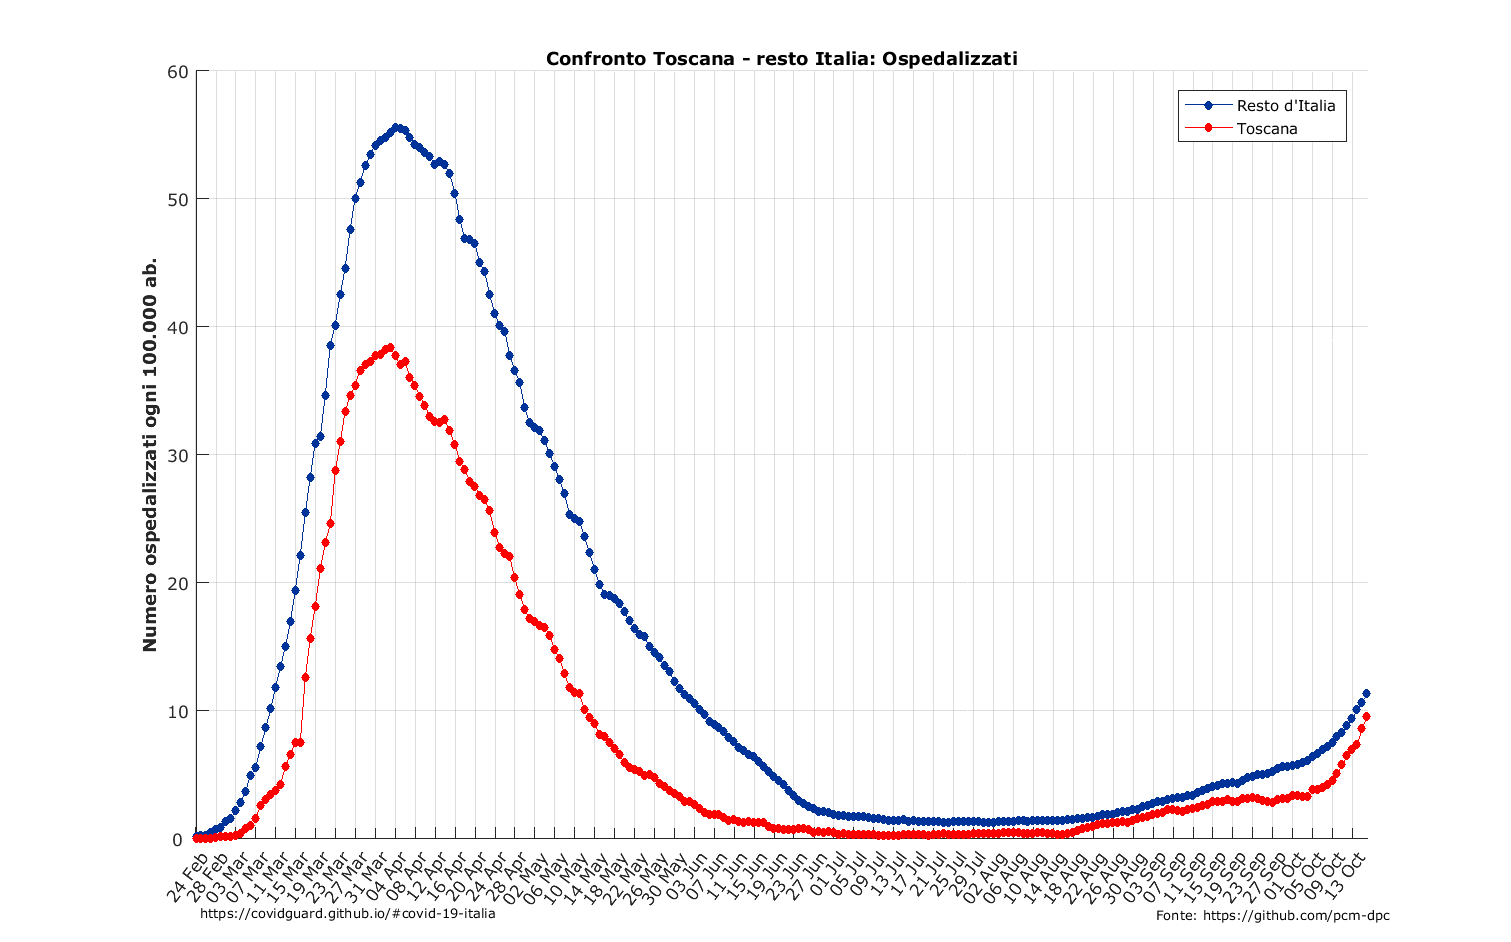 Confronto Toscana - resto Italia: Ospedalizzati
Resto d'Italia
Toscana
Numero ospedalizzati ogni 100.000 ab.
60
50
40
30
20
10
0
24 Feb
28 Feb
03 Mar
07 Mar
11 Mar
15 Mar
19 Mar
23 Mar
27 Mar
31 Mar
04 Apr
08 Apr
12 Apr
16 Apr
20 Apr
24 Apr
28 Apr
02 May
06 May
10 May
14 May
18 May
22 May
26 May
30 May
03 Jun
07 Jun
11 Jun
15 Jun
19 Jun
23 Jun
27 Jun
01 Jul
05 Jul
09 Jul
13 Jul
17 Jul
21 Jul
25 Jul
29 Jul
02 Aug
06 Aug
10 Aug
14 Aug
18 Aug
22 Aug
26 Aug
30 Aug
03 Sep
07 Sep
11 Sep
15 Sep
19 Sep
23 Sep
27 Sep
01 Oct
05 Oct
09 Oct
13 Oct
https://covidguard.github.io/#covid-19-italia
Fonte: https://github.com/pcm-dpc